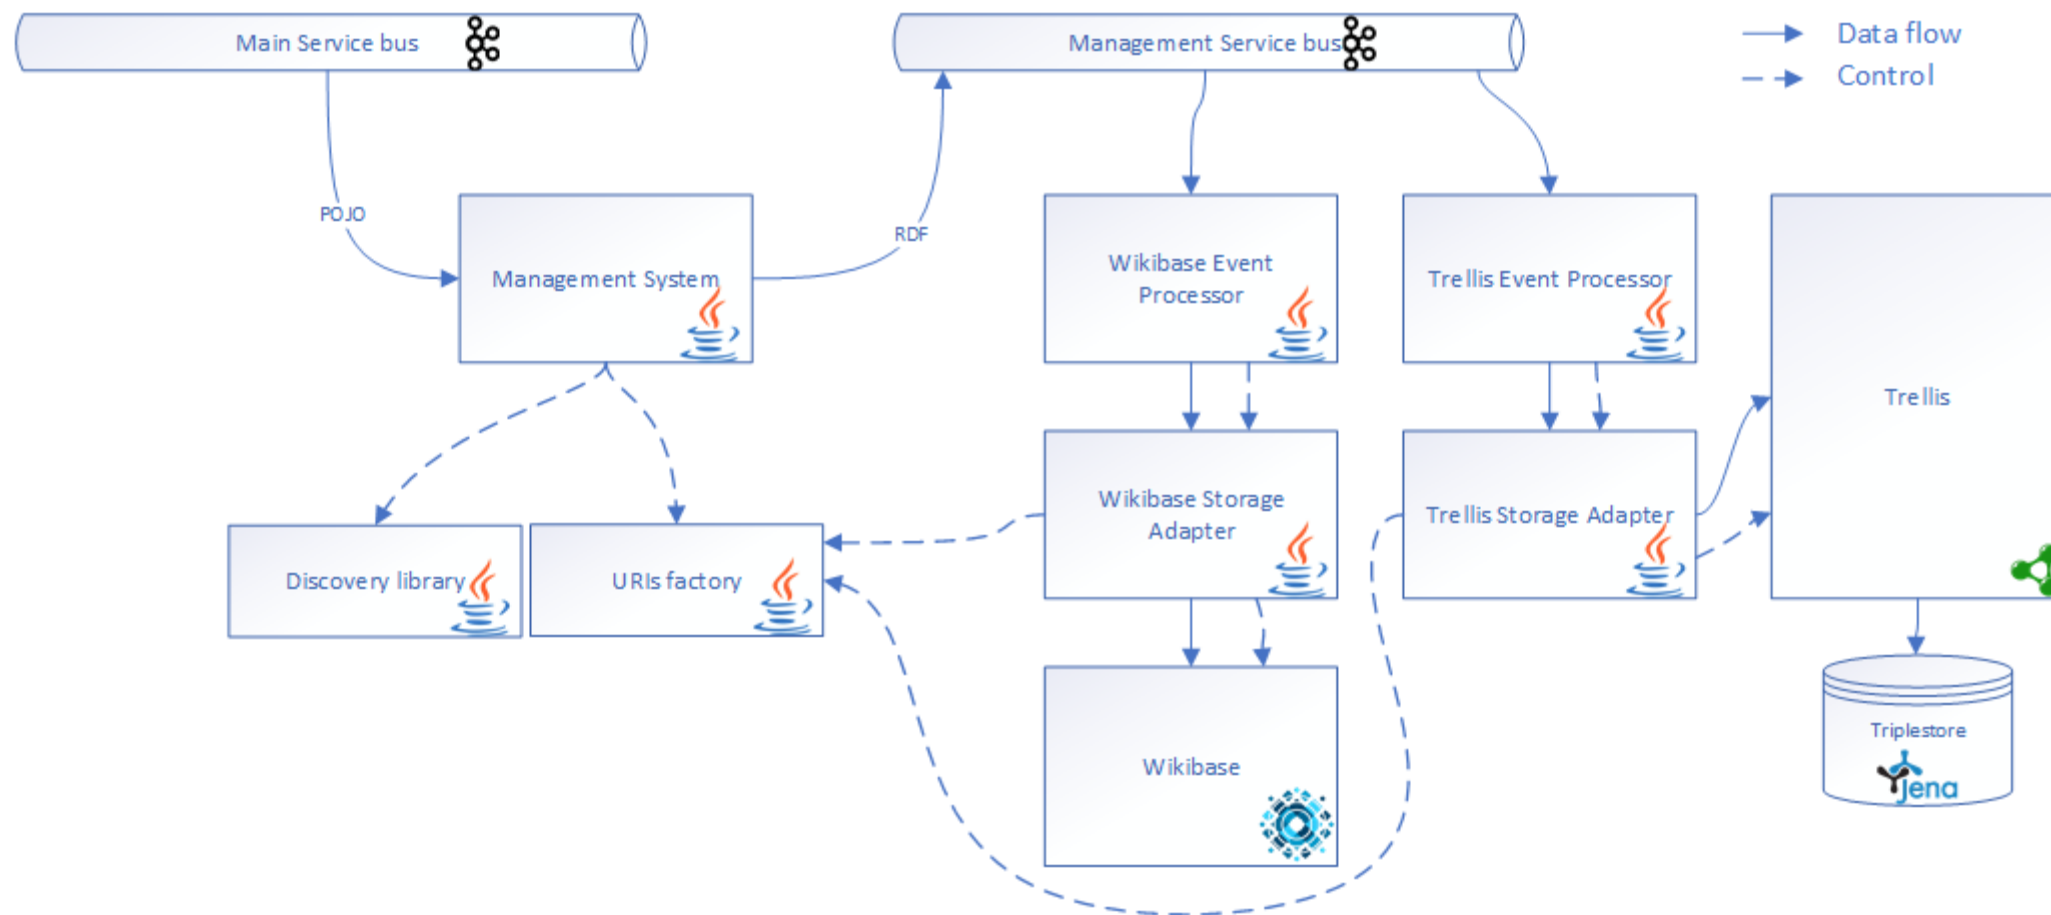 Main Service bus
Management Service bus
Data flow
Control
POJO
RDF
Management System
Wikibase Event
Processor
Trellis Event Processor
Trellis
Wikibase Storage
Adapter
Trellis Storage Adapter
Discovery library
URIs factory
Wikibase
Triplestore
Jena